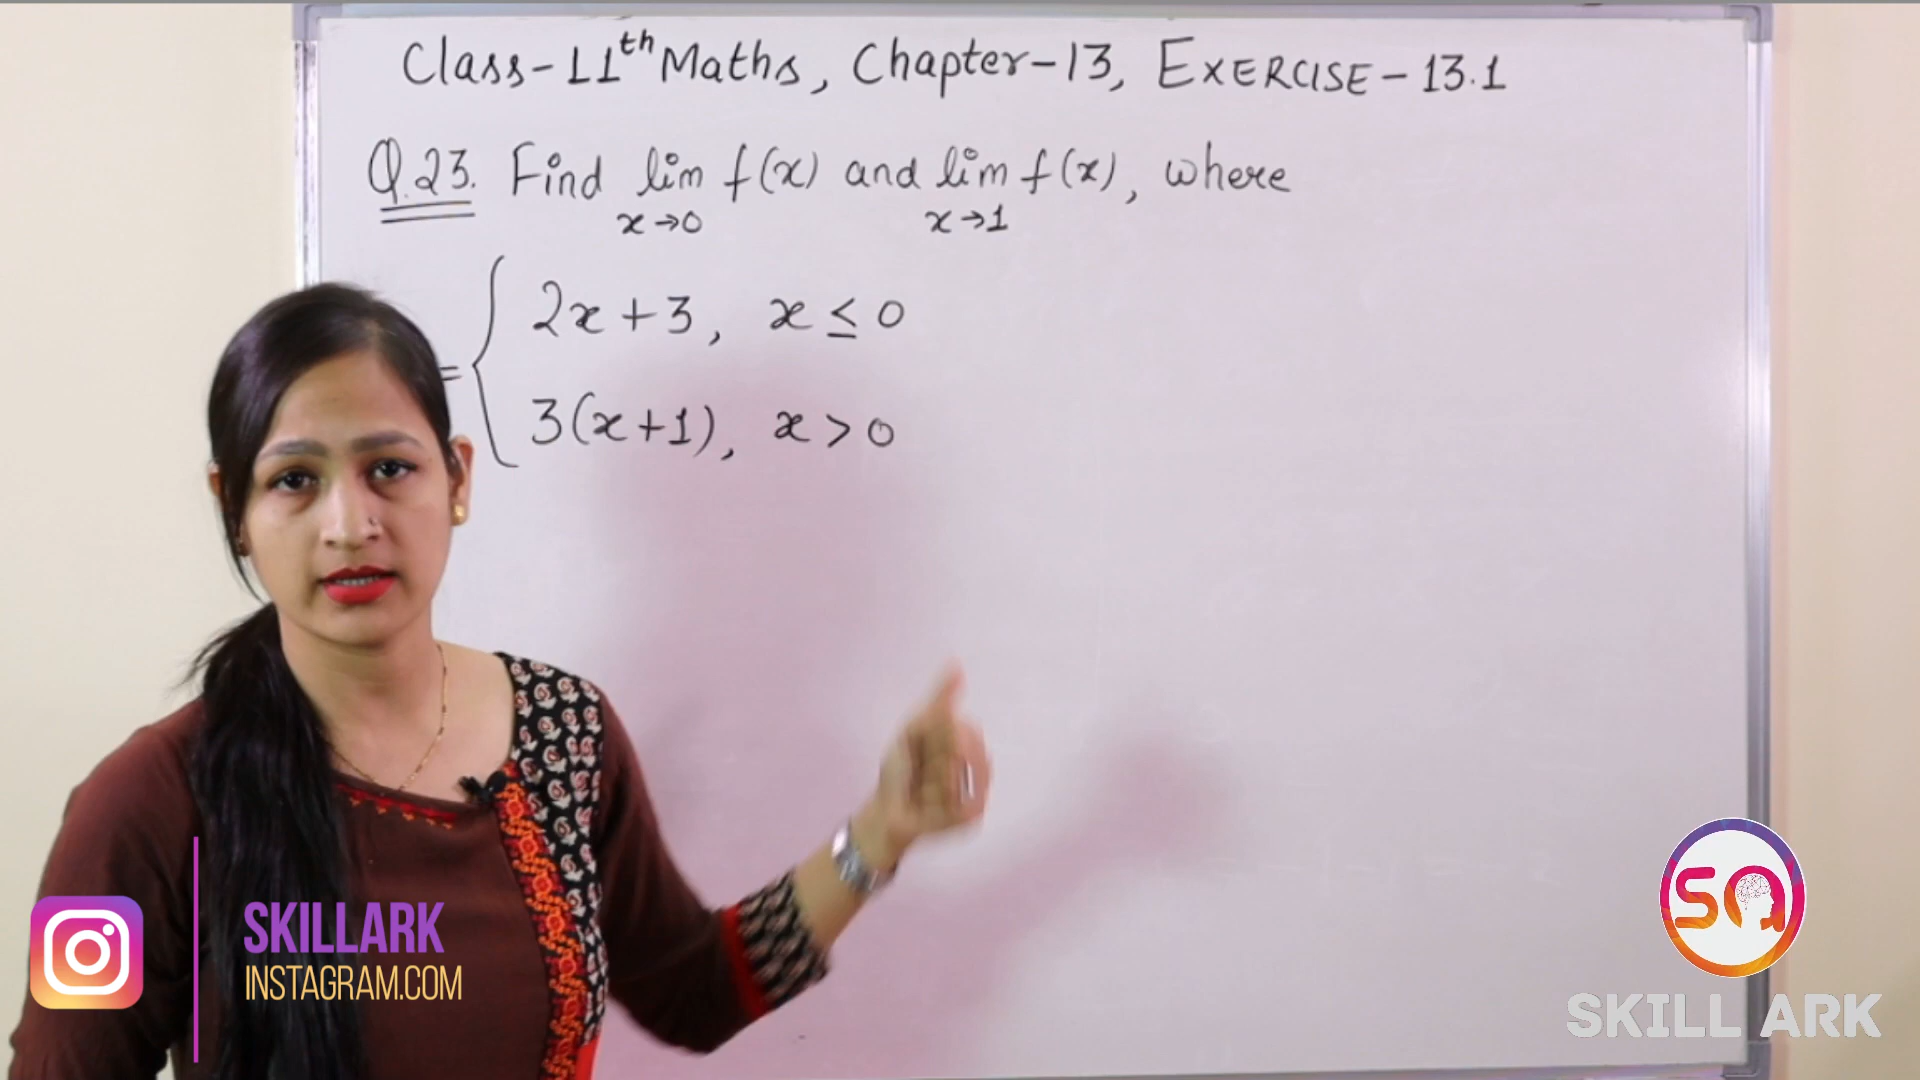 Class-11th Maths, Chapter-13, EXERCISE-13.1
Q.23. Find lim f(x) and lim f(x), where
x→0 x→1
= { 2x+3, x ≤ 0
3(x+1), x > 0
SKILLARK
INSTAGRAM.COM
SA
SKILL ARK